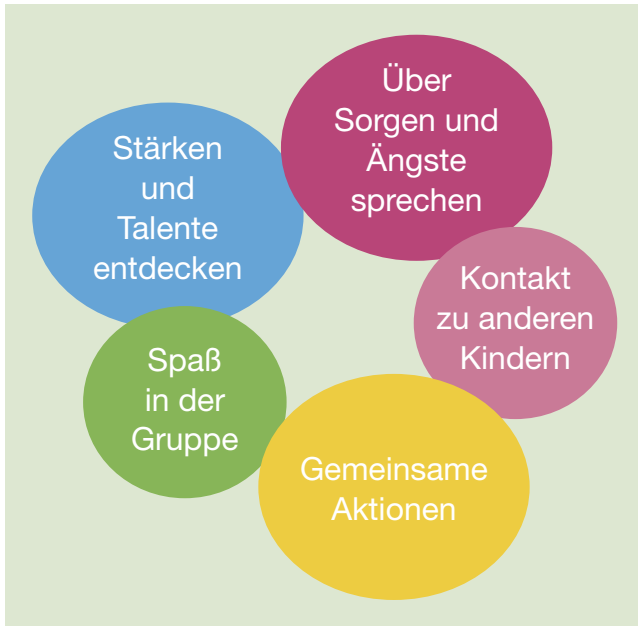 Über
Sorgen und
Ängste
sprechen
Stärken
und
Talente
entdecken
Kontakt
zu anderen
Kindern
Spaß
in der
Gruppe
Gemeinsame
Aktionen